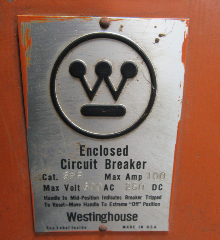 W
Enclosed
Circuit Breaker
Cat. Max Amp 100
Max Volt AC 250 DC
Handle in Mid-Position Indicates Breaker Tripped
To Reset-Move Handle To Extreme "Off" Position
Westinghouse
MADE IN U.S.A.